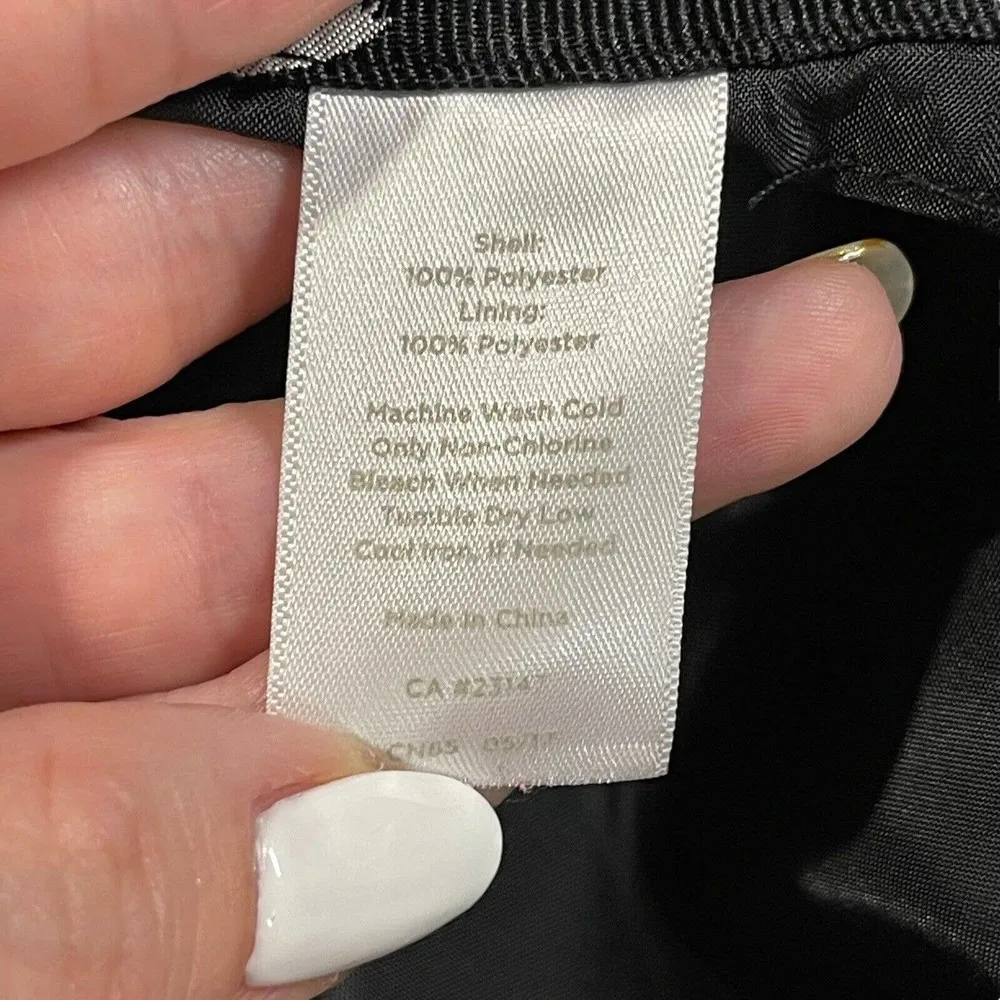 Shell:
100% Polyester
Lining:
100% Polyester
Machine Wash Cold
Only Non-Chlorine
Bleach When Needed
Tumble Dry Low
Cool Iron, If Needed
Made in China
CA #